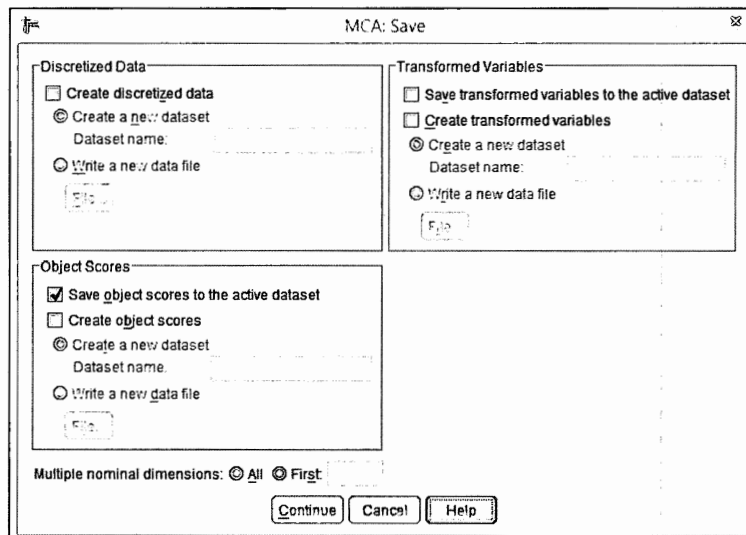 MCA: Save
Discretized Data
Create discretized data
Create a new dataset
Dataset name:
Write a new data file
File...
Transformed Variables
Save transformed variables to the active dataset
Create transformed variables
Create a new dataset
Dataset name:
Write a new data file
File...
Object Scores
Save object scores to the active dataset
Create object scores
Create a new dataset
Dataset name.
Write a new data file
File...
Multiple nominal dimensions: All First:
Continue Cancel Help